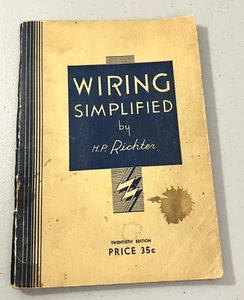 WIRING
SIMPLIFIED
by
H.P. Richter
TWENTIETH EDITION
PRICE 35c